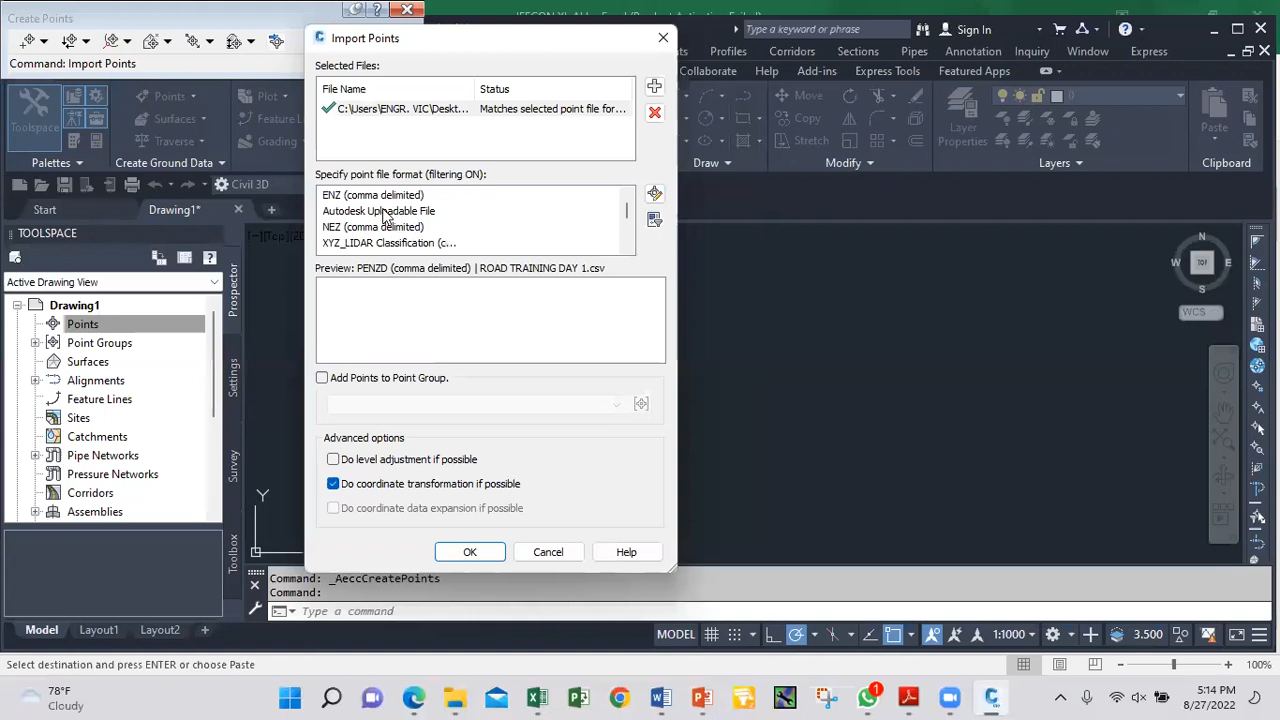 Create Points
?
Command: Import Points
Import Points
Type a keyword or phrase
Sign In
?
Modify
Corridors
Sections
Pipes
Annotation
Inquiry
Window
Express
Collaborate
Add-ins
Express Tools
Featured Apps
Selected Files:
File Name
Status
C:\Users\ENGR. VIC\Deskt...
Matches selected point file for...
Toolspace
Points
Parcel
Traverse
Plot
Feature L
Grading
Move
Copy
Stretch
Layer
Properties
0
Paste
Palettes
Create Ground Data
Draw
Modify
Layers
Clipboard
Civil 3D
Start
Drawing1*
TOOLSPACE
Active Drawing View
Drawing1
Points
Point Groups
Surfaces
Alignments
Feature Lines
Sites
Catchments
Pipe Networks
Pressure Networks
Corridors
Assemblies
Prospector
Settings
Survey
Toolbox
Specify point file format (filtering ON):
ENZ (comma delimited)
Autodesk Uploadable File
NEZ (comma delimited)
XYZ_LIDAR Classification (c...
Preview: PENZD (comma delimited) | ROAD TRAINING DAY 1.csv
Add Points to Point Group.
Advanced options
Do level adjustment if possible
Do coordinate transformation if possible
Do coordinate data expansion if possible
OK
Cancel
Help
N
W
TOP
E
S
WCS
Y
Command: _AeccCreatePoints
Command:
Type a command
Model
Layout1
Layout2
MODEL
1:1000
3.500
Select destination and press ENTER or choose Paste
100%
78°F
Cloudy
1
5:14 PM
8/27/2022